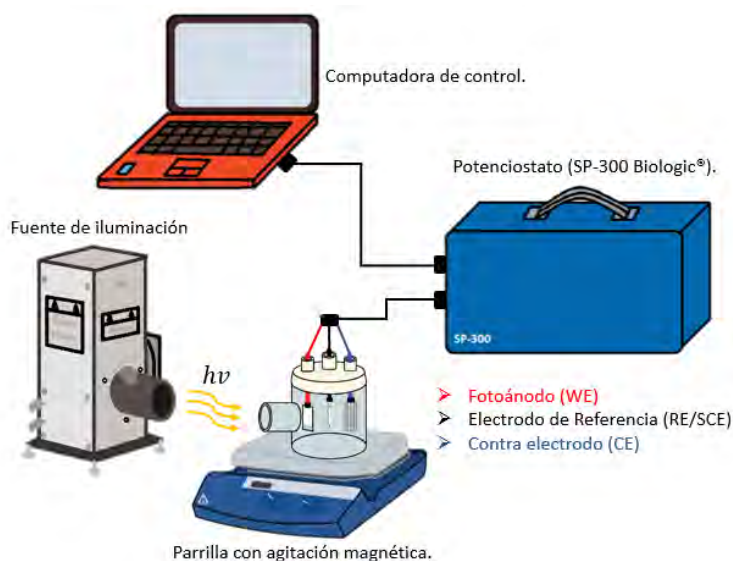 Computadora de control.
Potenciostato (SP-300 Biologic®).
Fuente de iluminación
SP-300
hν
Fotoánodo (WE)
Electrodo de Referencia (RE/SCE)
Contra electrodo (CE)
Parrilla con agitación magnética.